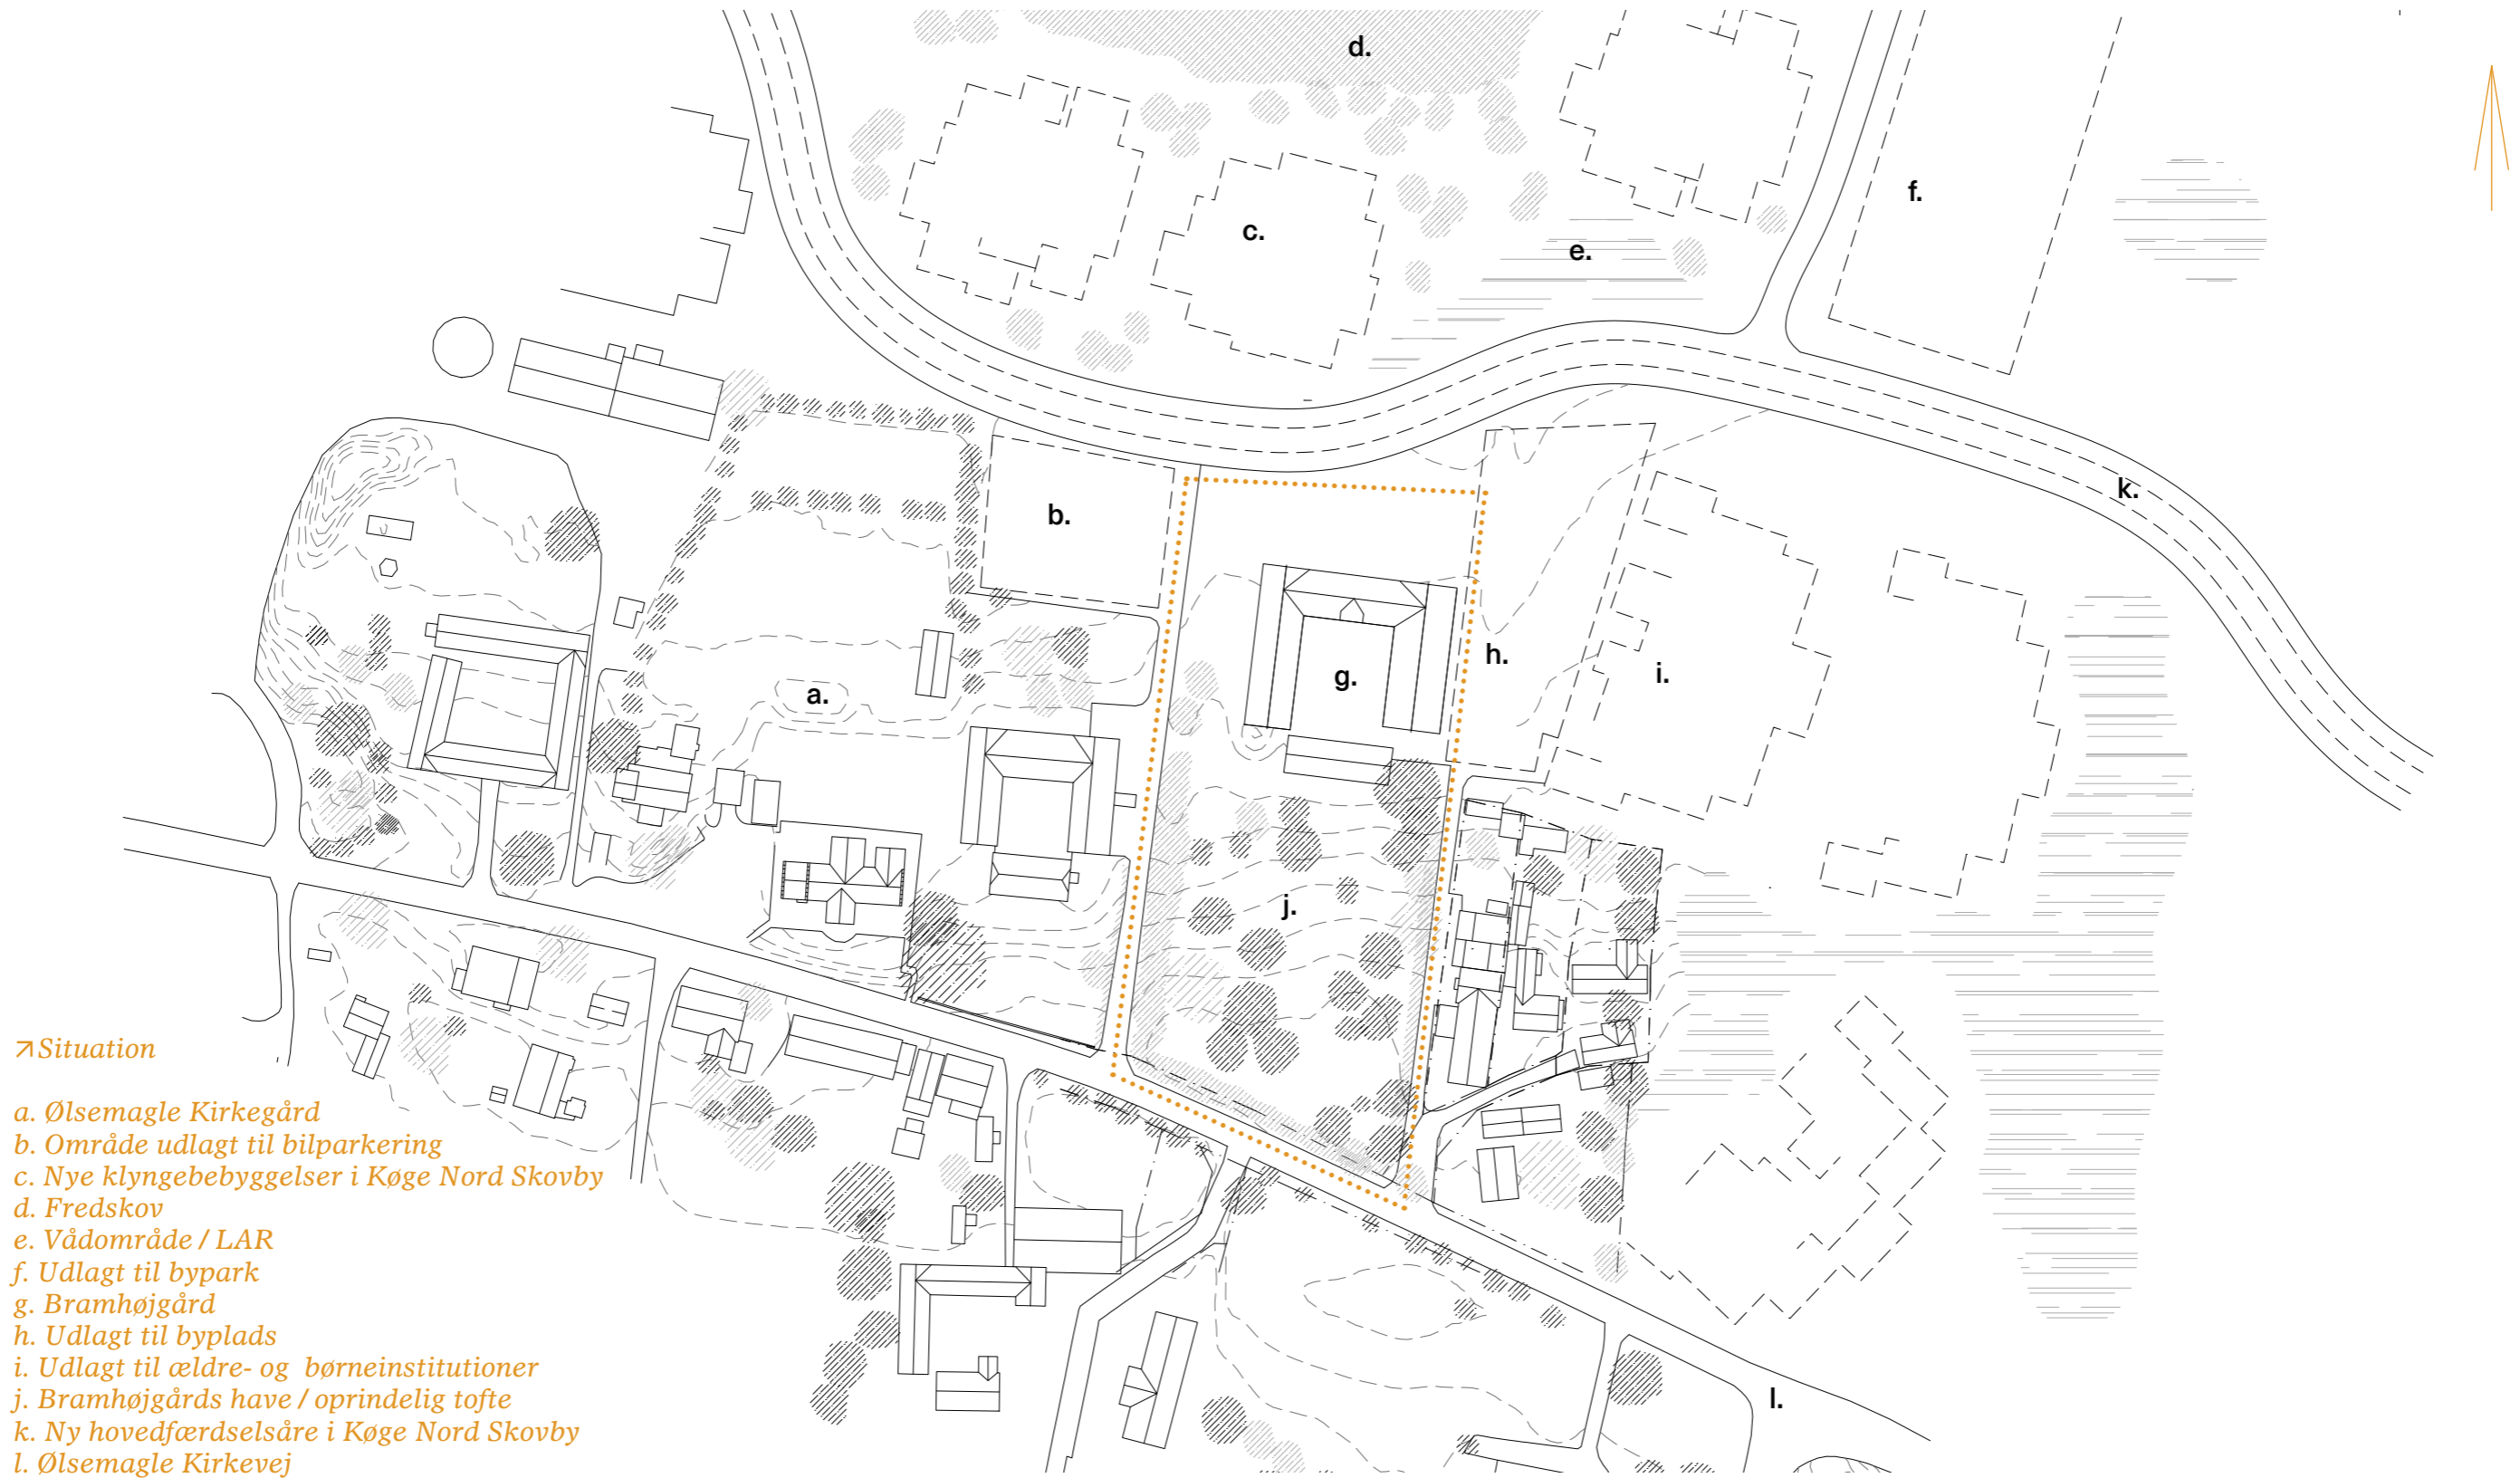 d.
f.
c.
e.
k.
b.
h.
i.
g.
a.
j.
↗Situation
a. Ølsemagle Kirkegård
b. Område udlagt til bilparkering
c. Nye klyngebebyggelser i Køge Nord Skovby
d. Fredskov
e. Vådområde / LAR
f. Udlagt til bypark
g. Bramhøjgård
h. Udlagt til byplads
i. Udlagt til ældre- og børneinstitutioner
j. Bramhøjgårds have / oprindelig tofte
k. Ny hovedfærdselsåre i Køge Nord Skovby
l. Ølsemagle Kirkevej
l.